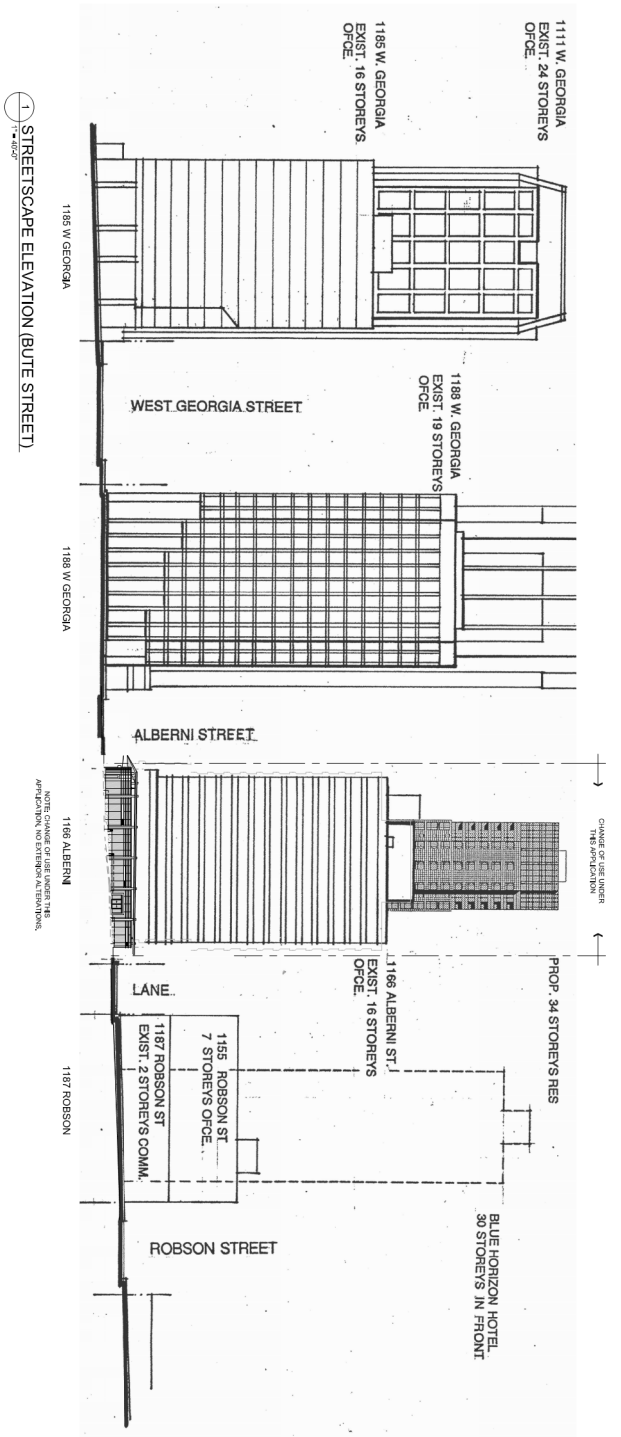 1111 W. GEORGIA
EXIST. 24 STOREYS
OFCE.
1185 W. GEORGIA
EXIST. 16 STOREYS
OFCE.
1188 W. GEORGIA
EXIST. 19 STOREYS
OFCE.
CHANGE OF USE UNDER
THIS APPLICATION
PROP. 34 STOREYS RES
1166 ALBERNI ST.
EXIST. 16 STOREYS
OFCE.
BLUE HORIZON HOTEL
30 STOREYS IN FRONT
1155 ROBSON ST
7 STOREYS OFCE.
1187 ROBSON ST
EXIST. 2 STOREYS COMM.
WEST GEORGIA STREET
ALBERNI STREET
LANE
ROBSON STREET
1185 W GEORGIA
1188 W GEORGIA
1166 ALBERNI
1187 ROBSON
NOTE: CHANGE OF USE UNDER THIS
APPLICATION, NO EXTERIOR ALTERATIONS.
1 STREETSCAPE ELEVATION (BUTE STREET)
1" = 40'-0"